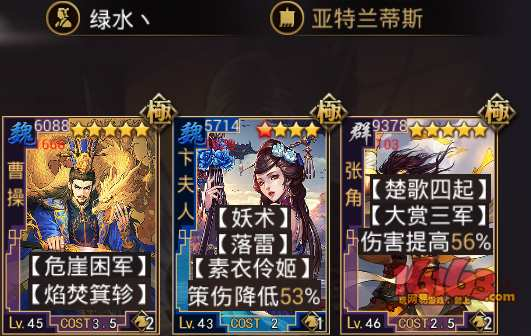 绿水丶
亚特兰蒂斯
極
極
極
魏 6088
曹操
【危崖困军】
【焰焚箕轸】
Lv.45 COST 3.5 2
魏 5714
卞夫人
【妖术】
【落雷】
【素衣伶姬】
策伤降低53%
Lv.43 COST 2 2
群 9378
103
张角
【楚歌四起】
【大赏三军】
伤害提高56%
Lv.46 COST 2.5 2